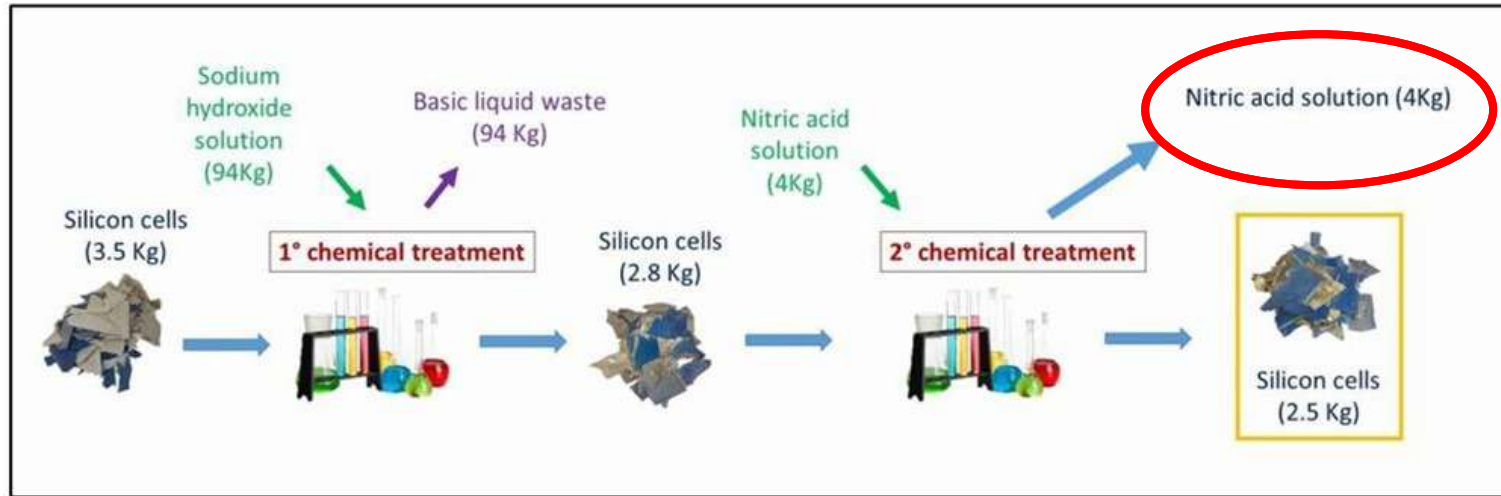 Sodium
hydroxide
solution
(94Kg)
Basic liquid waste
(94 Kg)
Nitric acid
solution
(4Kg)
Nitric acid solution (4Kg)
Silicon cells
(3.5 Kg)
1° chemical treatment
Silicon cells
(2.8 Kg)
2° chemical treatment
Silicon cells
(2.5 Kg)